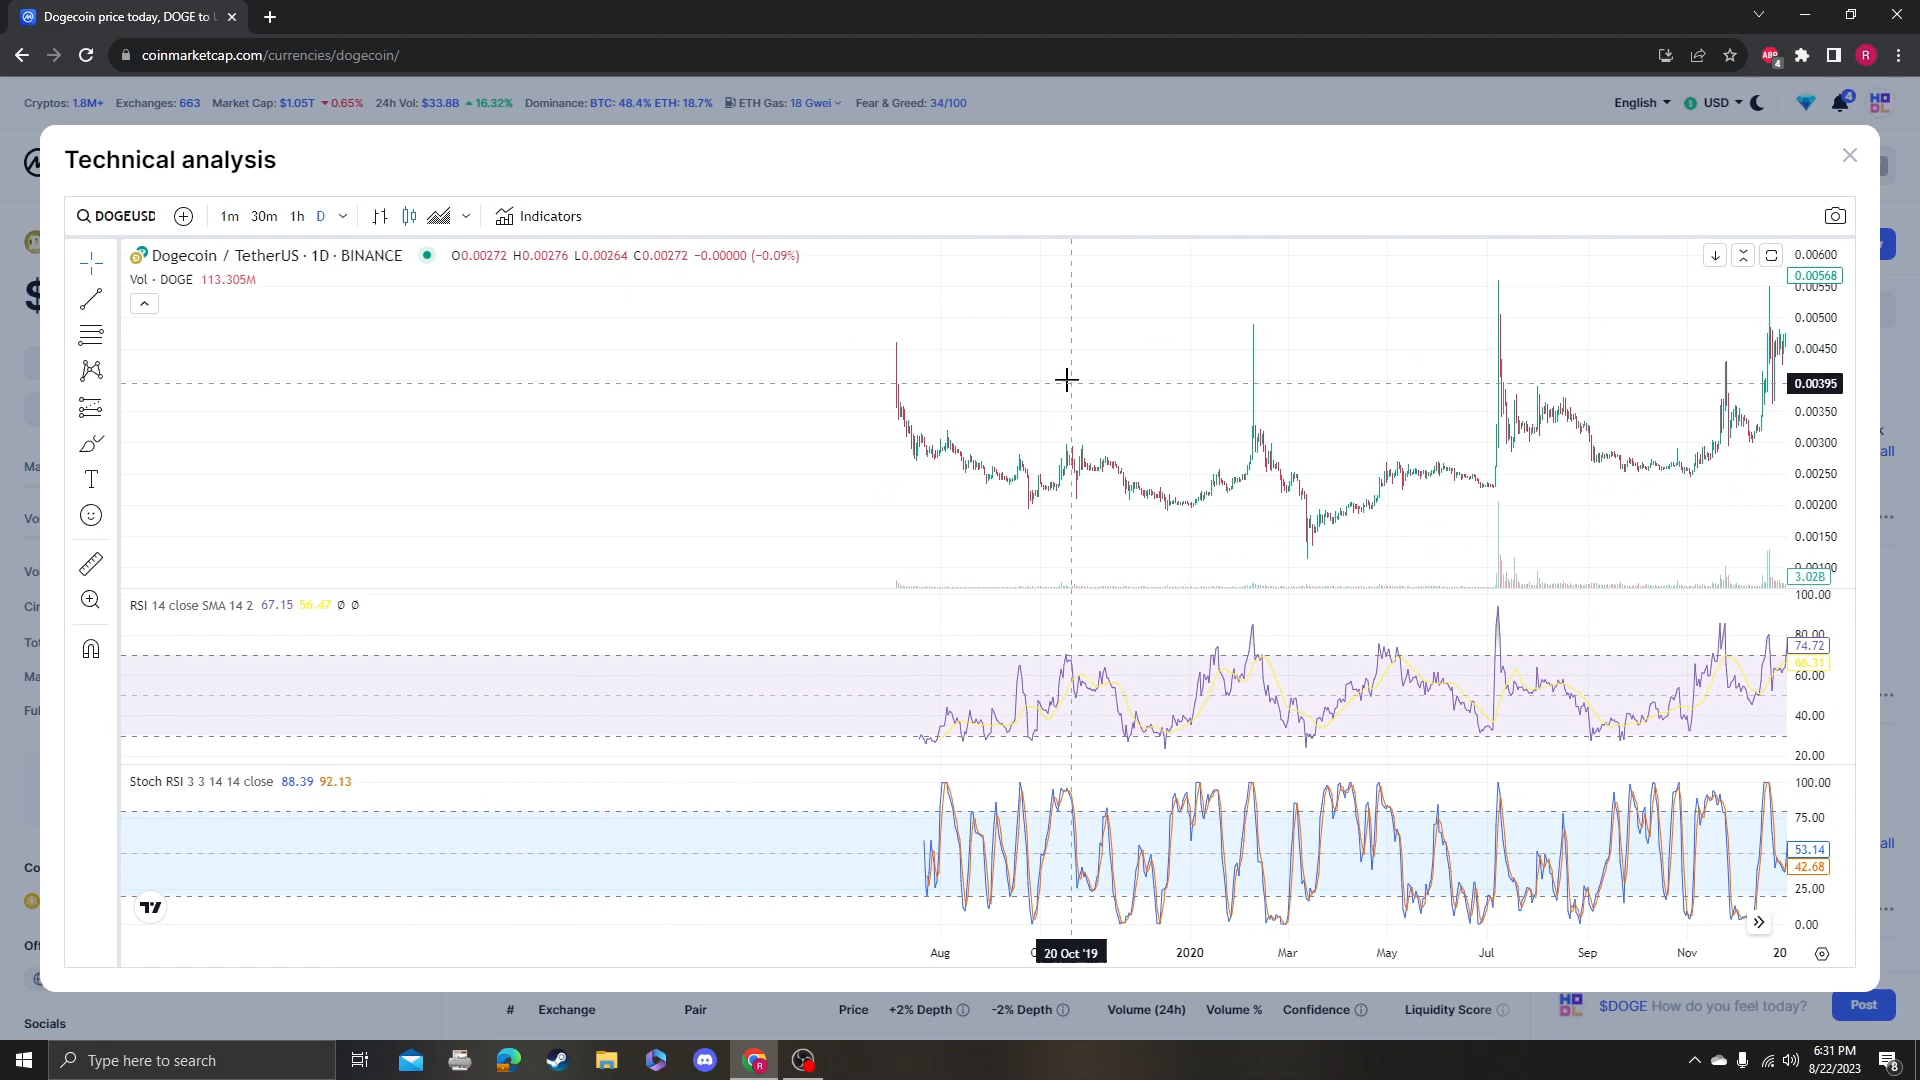 Dogecoin price today, DOGE to
coinmarketcap.com/currencies/dogecoin/
ABP
4
R
Cryptos: 1.8M+ Exchanges: 663 Market Cap: $1.05T 0.65% 24h Vol: $33.8B 16.32% Dominance: BTC: 48.4% ETH: 18.7% ETH Gas: 18 Gwei Fear & Greed: 34/100
English USD 4
Technical analysis
DOGEUSD 1m 30m 1h D Indicators
Dogecoin / TetherUS · 1D · BINANCE O0.00272 H0.00276 L0.00264 C0.00272 −0.00000 (−0.09%)
Vol · DOGE 113.305M
0.00600
0.00568
0.00550
0.00500
0.00450
0.00395
0.00350
0.00300
0.00250
0.00200
0.00150
0.00100
3.02B
RSI 14 close SMA 14 2 67.15 56.47 Ø Ø
100.00
80.00
74.72
66.31
60.00
40.00
20.00
Stoch RSI 3 3 14 14 close 88.39 92.13
100.00
75.00
53.14
42.68
25.00
0.00
Aug 20 Oct '19 2020 Mar May Jul Sep Nov 20
# Exchange Pair Price +2% Depth -2% Depth Volume (24h) Volume % Confidence Liquidity Score
$DOGE How do you feel today? Post
Socials
Type here to search
6:31 PM
8/22/2023
8